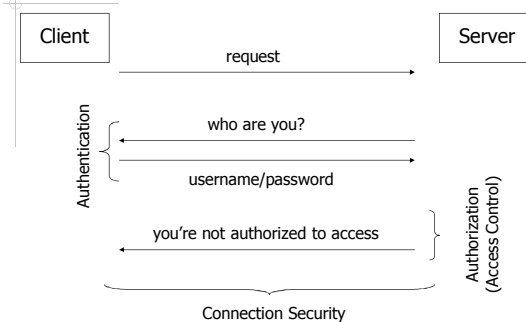 Client
Server
request
who are you?
Authentication
username/password
you're not authorized to access
Authorization
(Access Control)
Connection Security